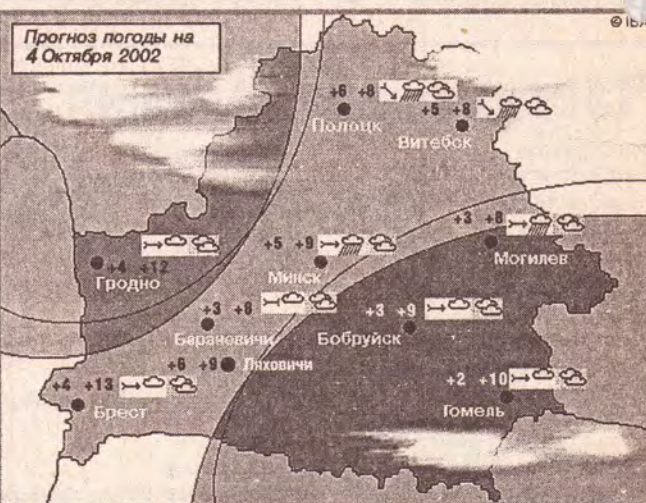 Прогноз погоды на
4 Октября 2002
+6 +8
Полоцк
+5 +8
Витебск
+3 +8
Могилев
+5 +9
Минск
+4 +12
Гродно
+3 +8
Барановичи
+3 +9
Бобруйск
+6 +9 Ляховичи
+4 +13
Брест
+2 +10
Гомель